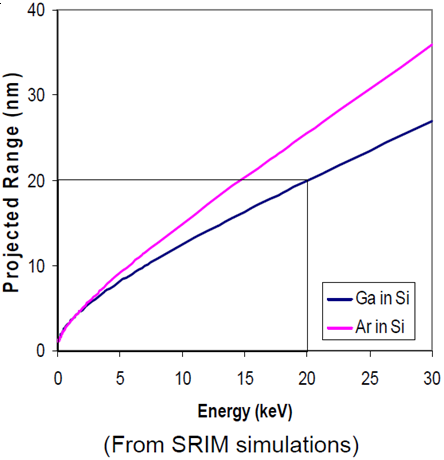 Projected Range (nm)
40
30
20
10
0
0 5 10 15 20 25 30
Energy (keV)
Ga in Si
Ar in Si
(From SRIM simulations)